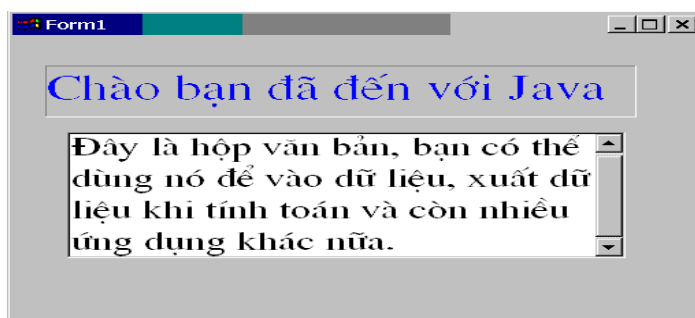 Form1
Chào bạn đã đến với Java
Đây là hộp văn bản, bạn có thể
dùng nó để vào dữ liệu, xuất dữ
liệu khi tính toán và còn nhiều
ứng dụng khác nữa.